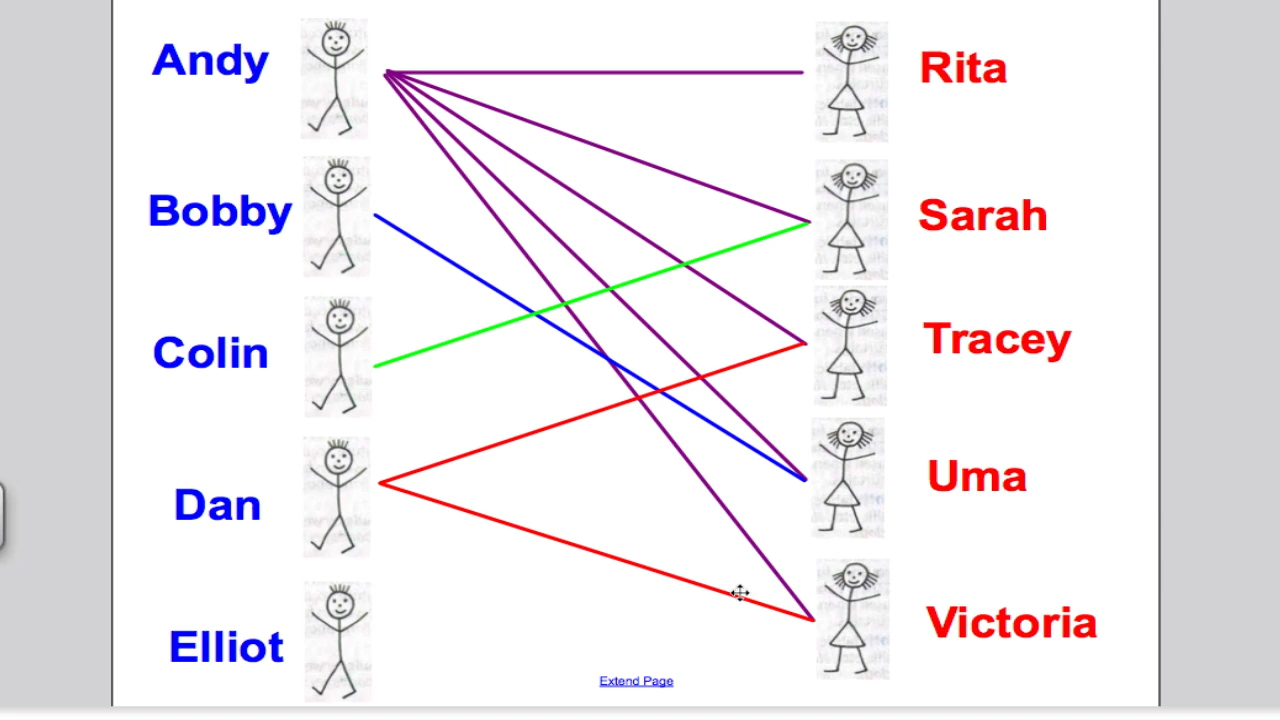 Andy
Rita
Bobby
Sarah
Colin
Tracey
Dan
Uma
Elliot
Victoria
Extend Page